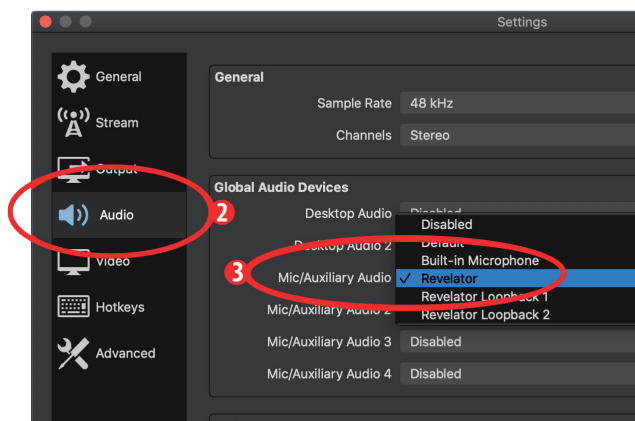 Settings
General
Stream
Output
Audio
Video
Hotkeys
Advanced
General
Sample Rate 48 kHz
Channels Stereo
Global Audio Devices
Desktop Audio Disabled
Desktop Audio 2
Mic/Auxiliary Audio
Mic/Auxiliary Audio 2
Mic/Auxiliary Audio 3 Disabled
Mic/Auxiliary Audio 4 Disabled
Disabled
Default
Built-in Microphone
✓ Revelator
Revelator Loopback 1
Revelator Loopback 2
2
3